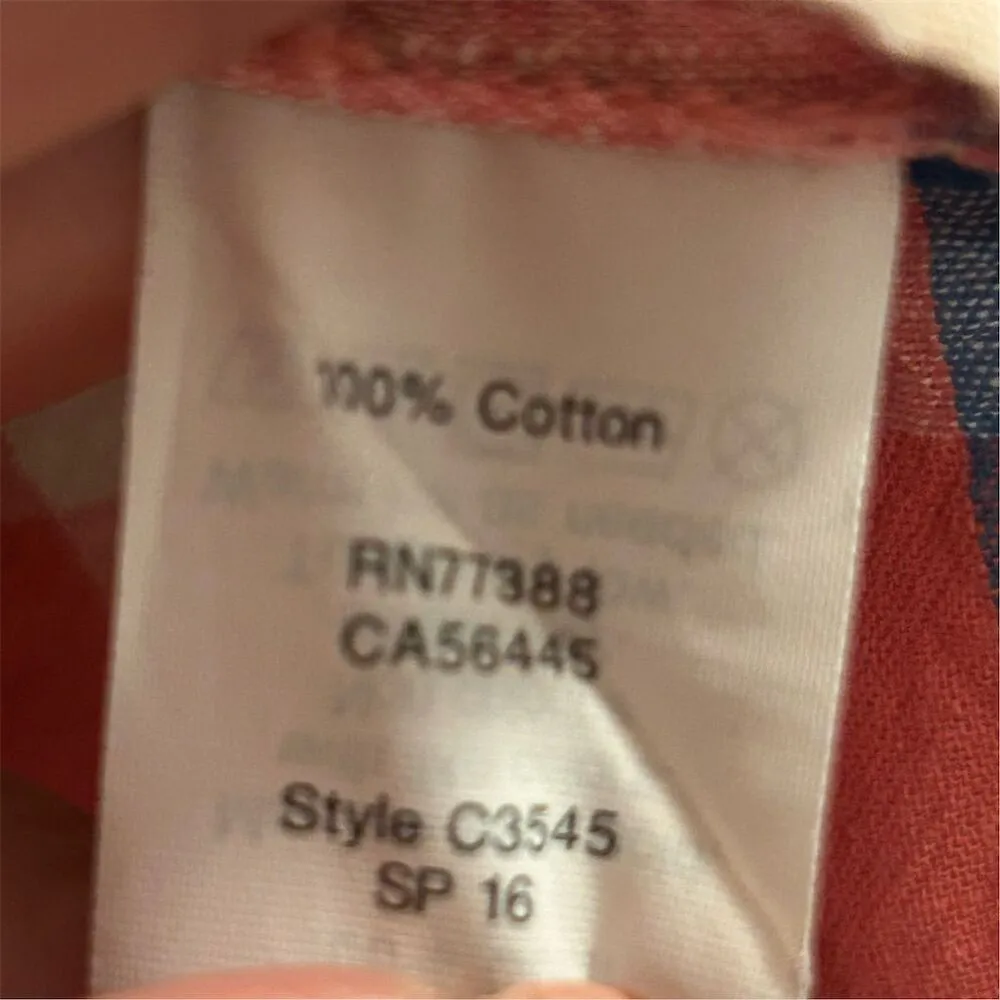 100% Cotton
RN77388
CA56445
Style C3545
SP 16